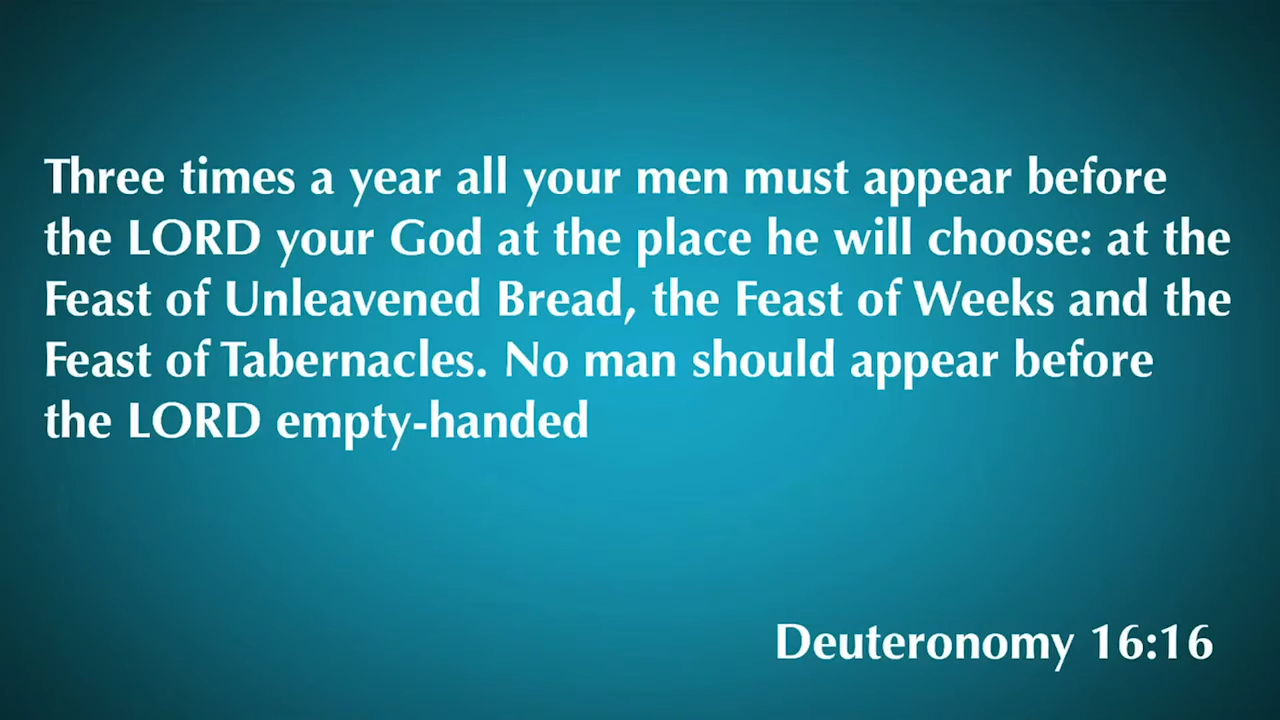 Three times a year all your men must appear before
the LORD your God at the place he will choose: at the
Feast of Unleavened Bread, the Feast of Weeks and the
Feast of Tabernacles. No man should appear before
the LORD empty-handed
Deuteronomy 16:16